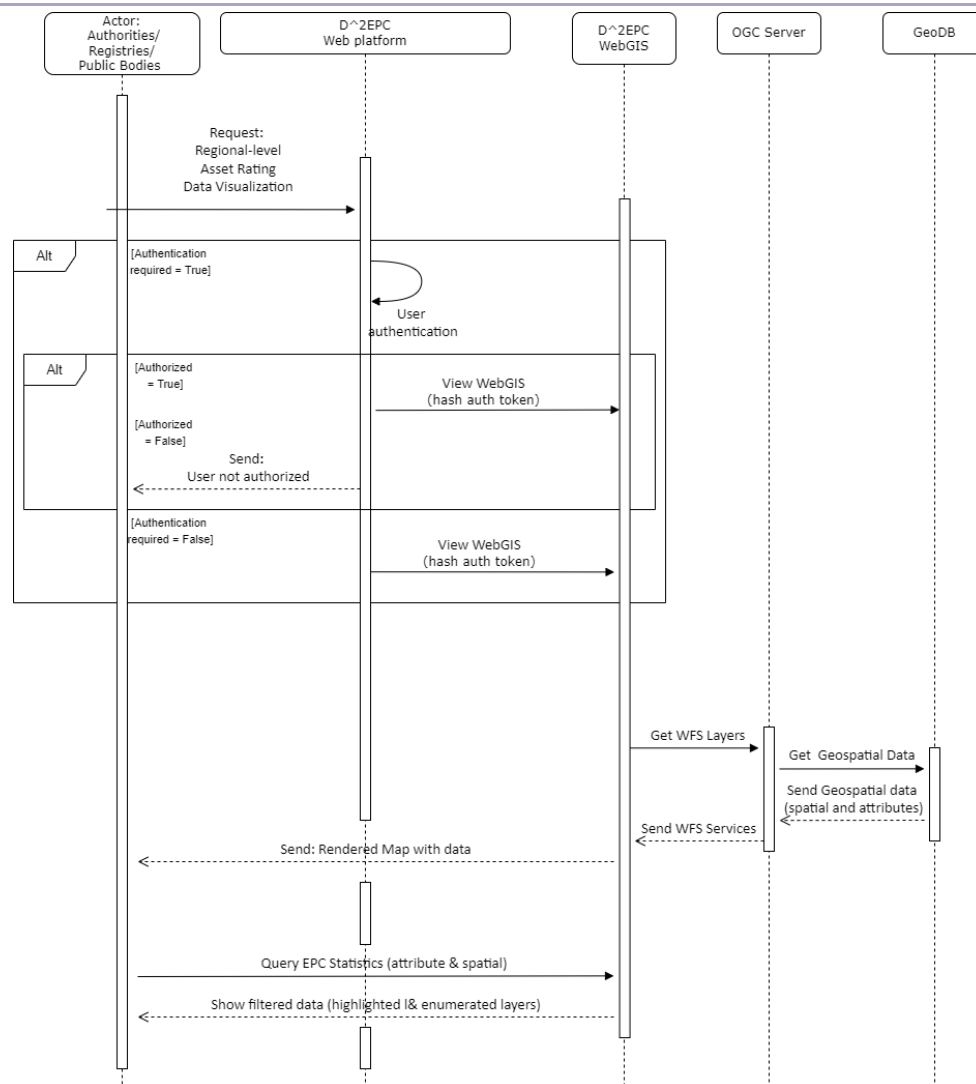 Actor:
Authorities/
Registries/
Public Bodies
D^2EPC
Web platform
D^2EPC
WebGIS
OGC Server
GeoDB
Request:
Regional-level
Asset Rating
Data Visualization
Alt
[Authentication
required = True]
User
authentication
Alt
[Authorized
= True]
View WebGIS
(hash auth token)
[Authorized
= False]
Send:
User not authorized
[Authentication
required = False]
View WebGIS
(hash auth token)
Get WFS Layers
Get Geospatial Data
Send Geospatial data
(spatial and attributes)
Send WFS Services
Send: Rendered Map with data
Query EPC Statistics (attribute & spatial)
Show filtered data (highlighted l& enumerated layers)